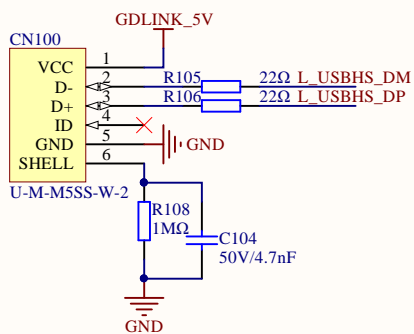 GDLINK_5V
CN100
VCC 1
D- 2 R105 22Ω L_USBHS_DM
D+ 3 R106 22Ω L_USBHS_DP
ID 4
GND 5 GND
SHELL 6
U-M-M5SS-W-2
R108
1MΩ
C104
50V/4.7nF
GND